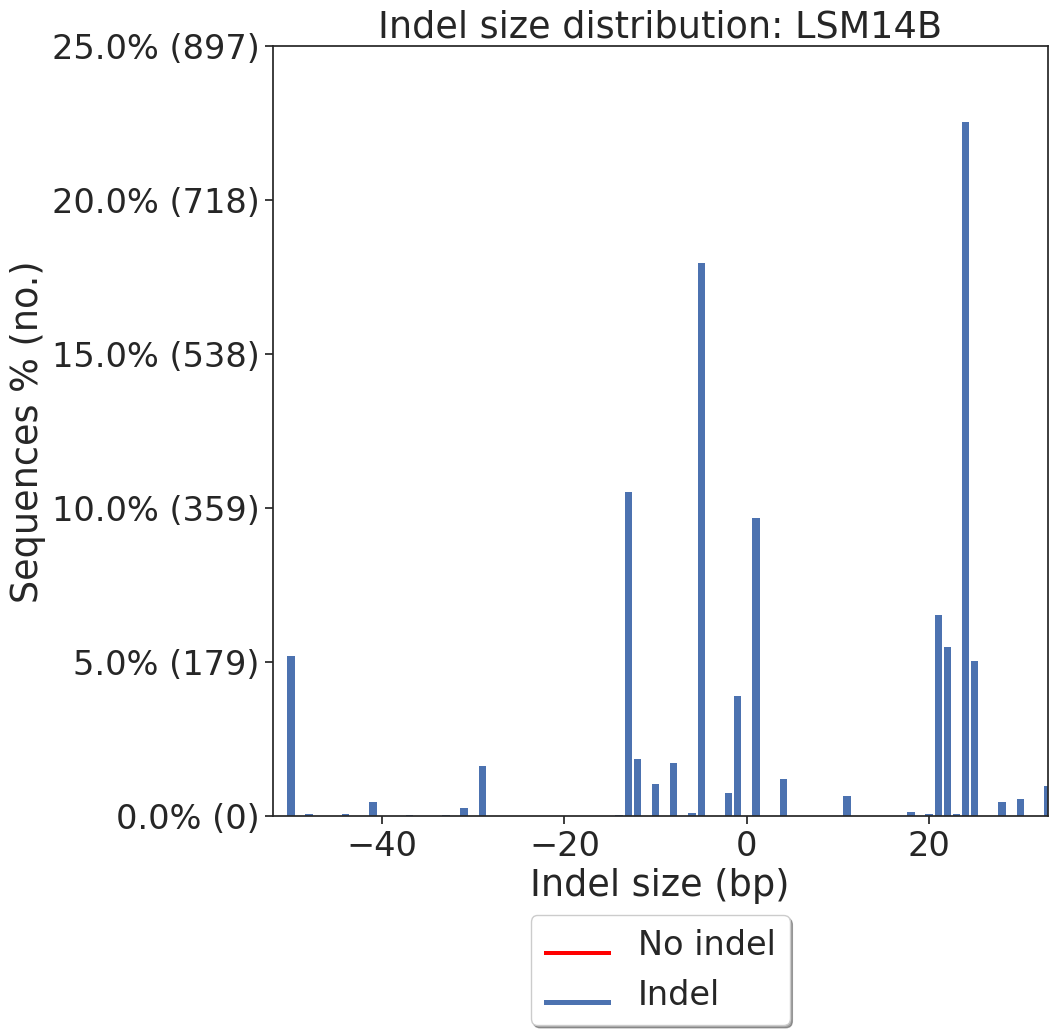 Indel size distribution: LSM14B
25.0% (897)
20.0% (718)
15.0% (538)
10.0% (359)
5.0% (179)
0.0% (0)
Sequences % (no.)
−40 −20 0 20
Indel size (bp)
No indel
Indel